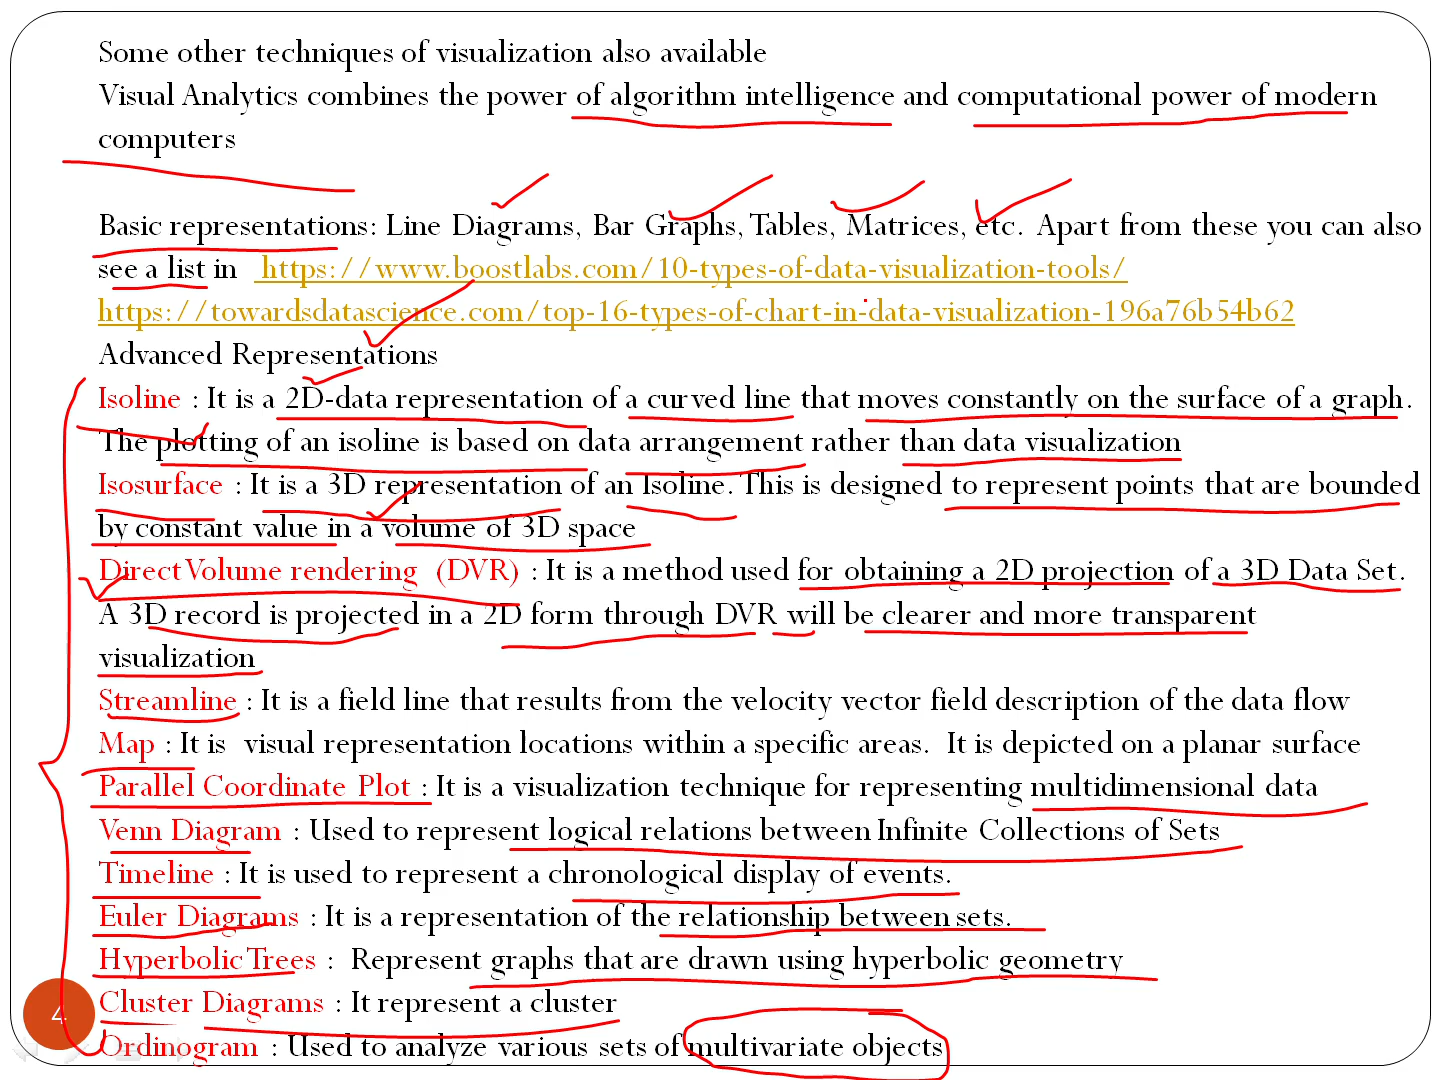 Some other techniques of visualization also available
Visual Analytics combines the power of algorithm intelligence and computational power of modern
computers
Basic representations: Line Diagrams, Bar Graphs, Tables, Matrices, etc. Apart from these you can also
see a list in https://www.boostlabs.com/10-types-of-data-visualization-tools/
https://towardsdatascience.com/top-16-types-of-chart-in-data-visualization-196a76b54b62
Advanced Representations
Isoline : It is a 2D-data representation of a curved line that moves constantly on the surface of a graph.
The plotting of an isoline is based on data arrangement rather than data visualization
Isosurface : It is a 3D representation of an Isoline. This is designed to represent points that are bounded
by constant value in a volume of 3D space
Direct Volume rendering (DVR) : It is a method used for obtaining a 2D projection of a 3D Data Set.
A 3D record is projected in a 2D form through DVR will be clearer and more transparent
visualization
Streamline : It is a field line that results from the velocity vector field description of the data flow
Map : It is visual representation locations within a specific areas. It is depicted on a planar surface
Parallel Coordinate Plot : It is a visualization technique for representing multidimensional data
Venn Diagram : Used to represent logical relations between Infinite Collections of Sets
Timeline : It is used to represent a chronological display of events.
Euler Diagrams : It is a representation of the relationship between sets.
Hyperbolic Trees : Represent graphs that are drawn using hyperbolic geometry
Cluster Diagrams : It represent a cluster
4
Ordinogram : Used to analyze various sets of multivariate objects